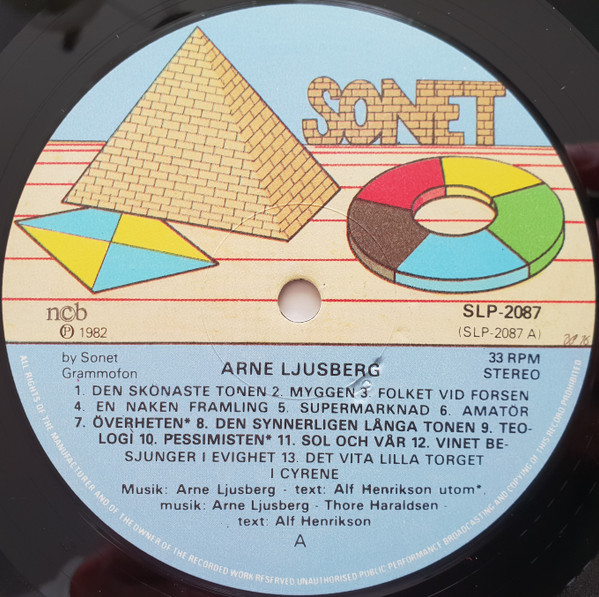 SONET
ncb
Ⓟ 1982
SLP-2087
(SLP-2087 A)
by Sonet
Grammofon
ARNE LJUSBERG
33 RPM
STEREO
1. DEN SKÖNASTE TONEN 2. MYGGEN 3. FOLKET VID FORSEN
4. EN NAKEN FRAMLING 5. SUPERMARKNAD 6. AMATÖR
7. ÖVERHETEN* 8. DEN SYNNERLIGEN LÅNGA TONEN 9. TEO-
LOGI 10. PESSIMISTEN* 11. SOL OCH VÅR 12. VINET BE-
SJUNGER I EVIGHET 13. DET VITA LILLA TORGET
I CYRENE
Musik: Arne Ljusberg - text: Alf Henrikson utom*.
musik: Arne Ljusberg - Thore Haraldsen -
text: Alf Henrikson
A
ALL RIGHTS OF THE MANUFACTURER AND OF THE OWNER OF THE RECORDED WORK RESERVED UNAUTHORISED PUBLIC PERFORMANCE BROADCASTING AND COPYING OF THIS RECORD PROHIBITED